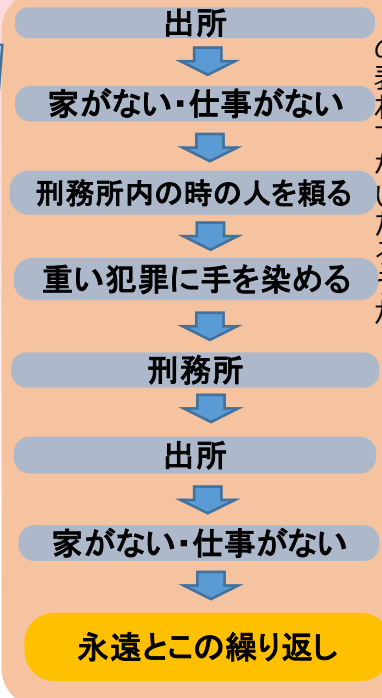 出所
家がない・仕事がない
刑務所内の時の人を頼る
重い犯罪に手を染める
刑務所
出所
家がない・仕事がない
永遠とこの繰り返し